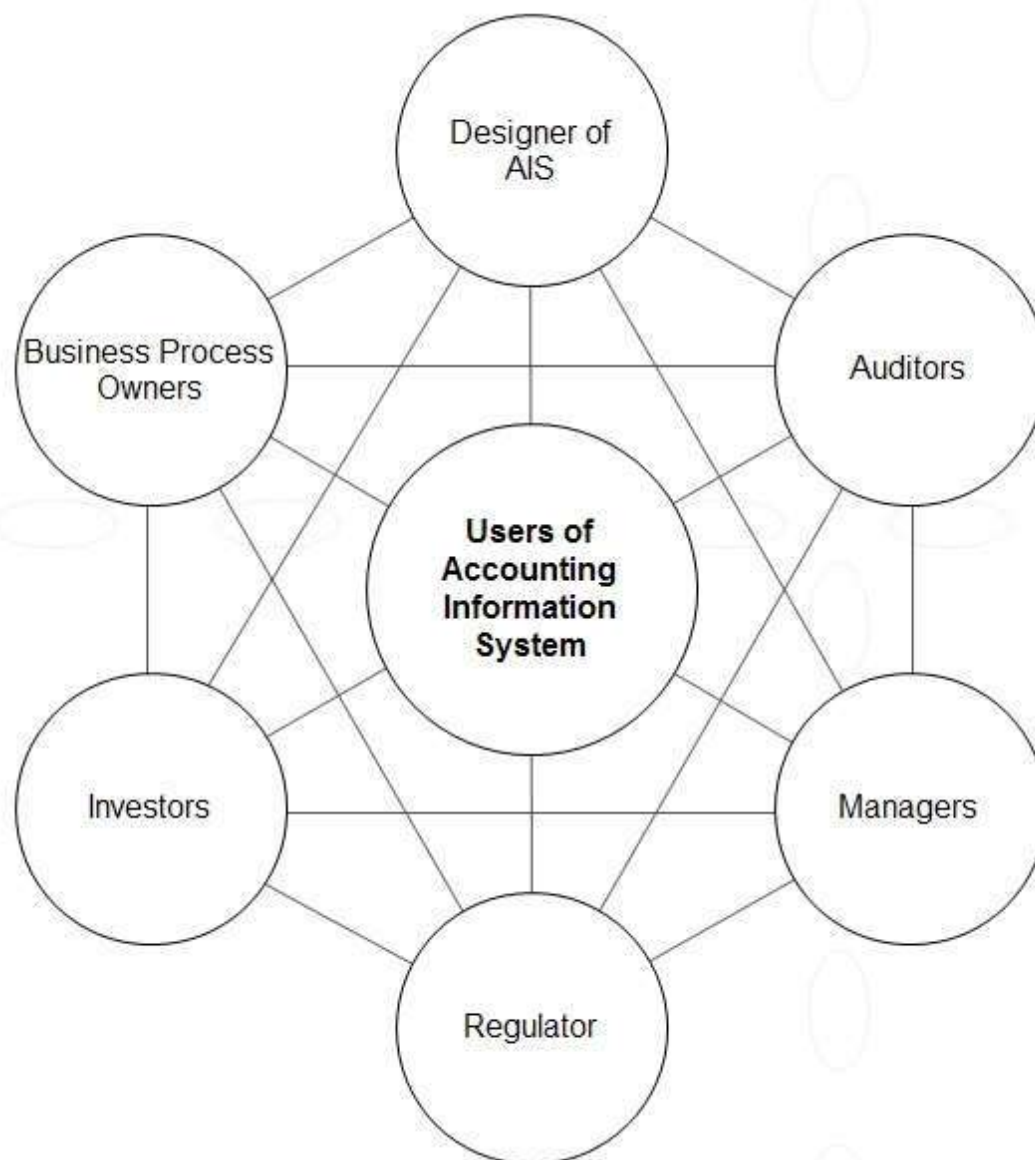 Designer of
AIS
Business Process
Owners
Auditors
Users of
Accounting
Information
System
Investors
Managers
Regulator